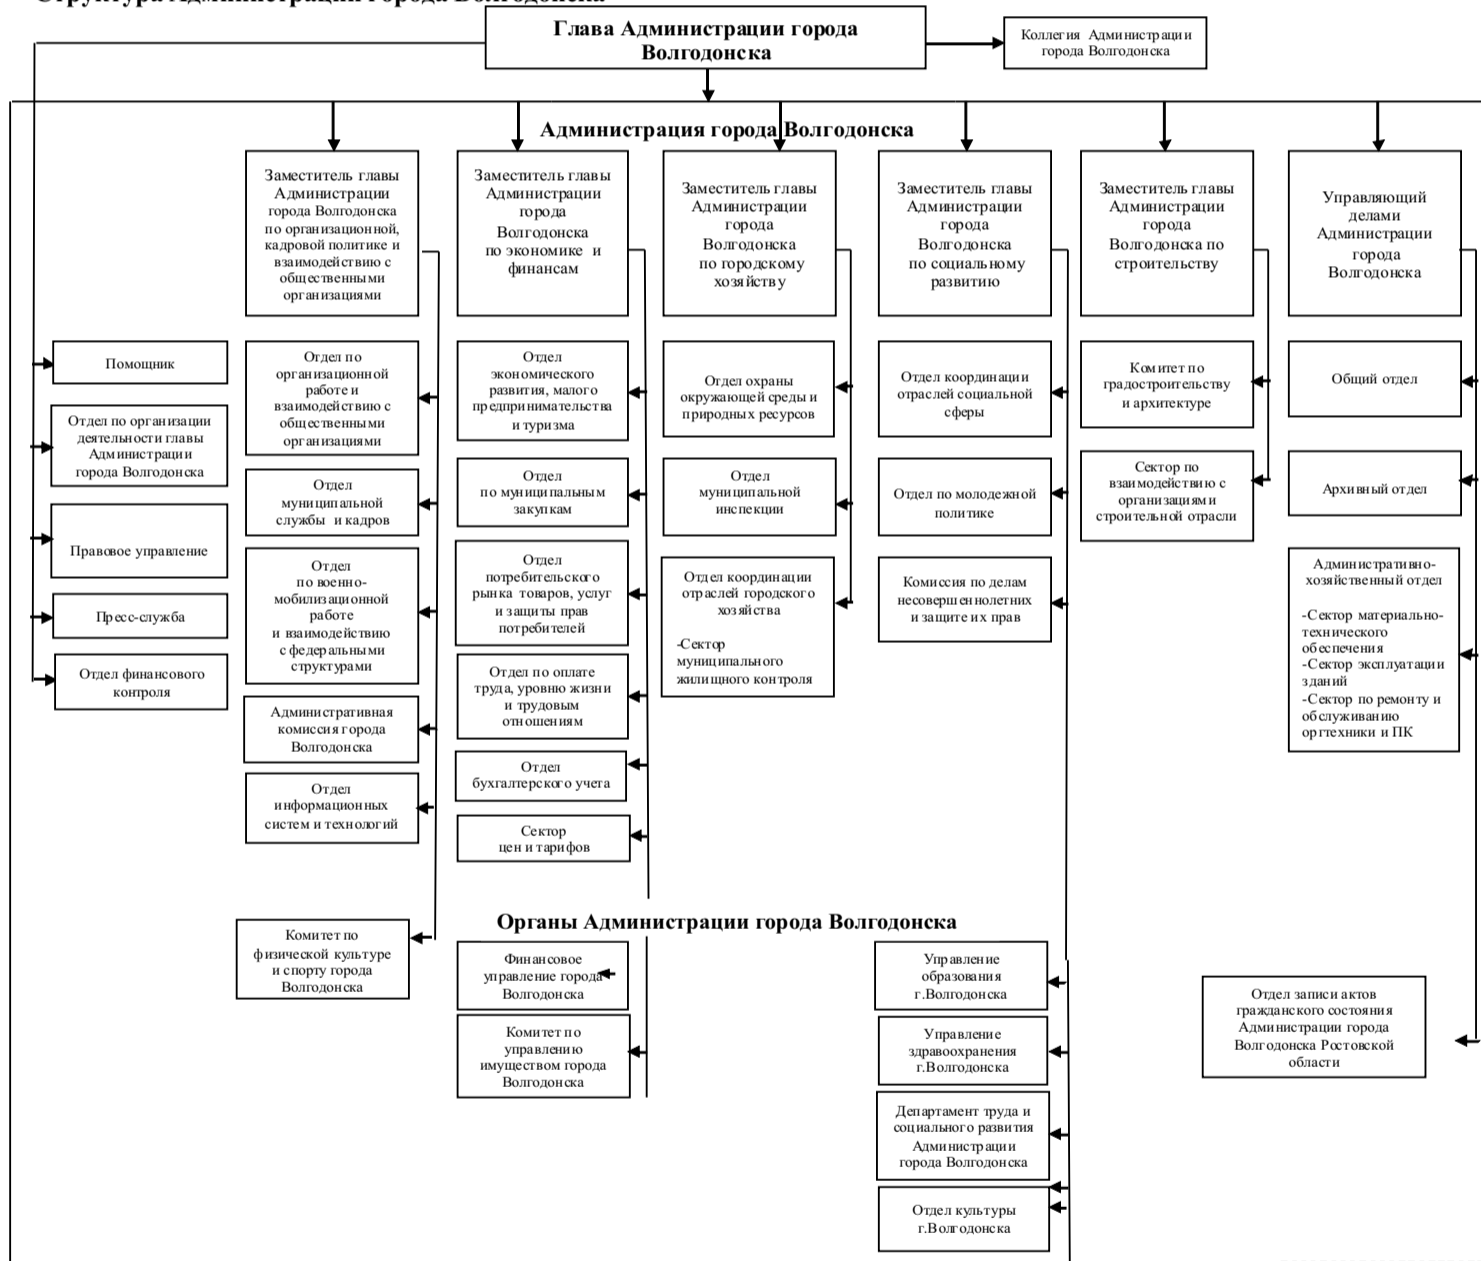 Структура Администрации города Волгодонска
Глава Администрации города
Волгодонска
Коллегия Администрации
города Волгодонска
Администрация города Волгодонска
Заместитель главы
Администрации
города Волгодонска
по организационной,
кадровой политике и
взаимодействию с
общественными
организациями
Заместитель главы
Администрации
города
Волгодонска
по экономике и
финансам
Заместитель главы
Администрации
города
Волгодонска
по городскому
хозяйству
Заместитель главы
Администрации
города
Волгодонска
по социальному
развитию
Заместитель главы
Администрации
города
Волгодонска по
строительству
Управляющий
делами
Администрации
города
Волгодонска
Помощник
Отдел по организации
деятельности главы
Администрации
города Волгодонска
Правовое управление
Пресс-служба
Отдел финансового
контроля
Отдел по
организационной
работе и
взаимодействию с
общественными
организациями
Отдел
муниципальной
службы и кадров
Отдел
по военно-
мобилизационной
работе
и взаимодействию
с федеральными
структурами
Административная
комиссия города
Волгодонска
Отдел
информационных
систем и технологий
Отдел
экономического
развития, малого
предпринимательства
и туризма
Отдел
по муниципальным
закупкам
Отдел
потребительского
рынка товаров, услуг
и защиты прав
потребителей
Отдел по оплате
труда, уровню жизни
и трудовым
отношениям
Отдел
бухгалтерского учета
Сектор
цен и тарифов
Отдел охраны
окружающей среды и
природных ресурсов
Отдел
муниципальной
инспекции
Отдел координации
отраслей городского
хозяйства
-Сектор
муниципального
жилищного контроля
Отдел координации
отраслей социальной
сферы
Отдел по молодежной
политике
Комиссия по делам
несовершеннолетних
и защите их прав
Комитет по
градостроительству
и архитектуре
Сектор по
взаимодействию с
организациями
строительной отрасли
Общий отдел
Архивный отдел
Административно-
хозяйственный отдел
-Сектор материально-
технического
обеспечения
-Сектор эксплуатации
зданий
-Сектор по ремонту и
обслуживанию
оргтехники и ПК
Органы Администрации города Волгодонска
Комитет по
физической культуре
и спорту города
Волгодонска
Финансовое
управление города
Волгодонска
Комитет по
управлению
имуществом города
Волгодонска
Управление
образования
г.Волгодонска
Управление
здравоохранения
г.Волгодонска
Департамент труда и
социального развития
Администрации
города Волгодонска
Отдел культуры
г.Волгодонска
Отдел записи актов
гражданского состояния
Администрации города
Волгодонска Ростовской
области